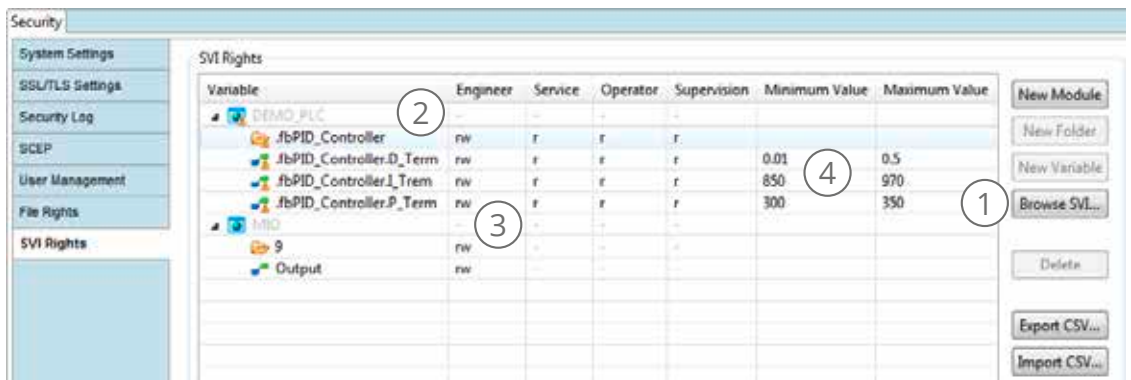 Security
System Settings
SSL/TLS Settings
Security Log
SCEP
User Management
File Rights
SVI Rights
SVI Rights
Variable Engineer Service Operator Supervision Minimum Value Maximum Value
DEMO_PLC - - - -
.fbPID_Controller rw r r r
.fbPID_Controller.D_Term rw r r r 0.01 0.5
.fbPID_Controller.I_Trem rw r r r 850 970
.fbPID_Controller.P_Term rw r r r 300 350
MIO - - - -
9 rw - - -
Output rw - - -
2
3
4
1
New Module
New Folder
New Variable
Browse SVI...
Delete
Export CSV...
Import CSV...